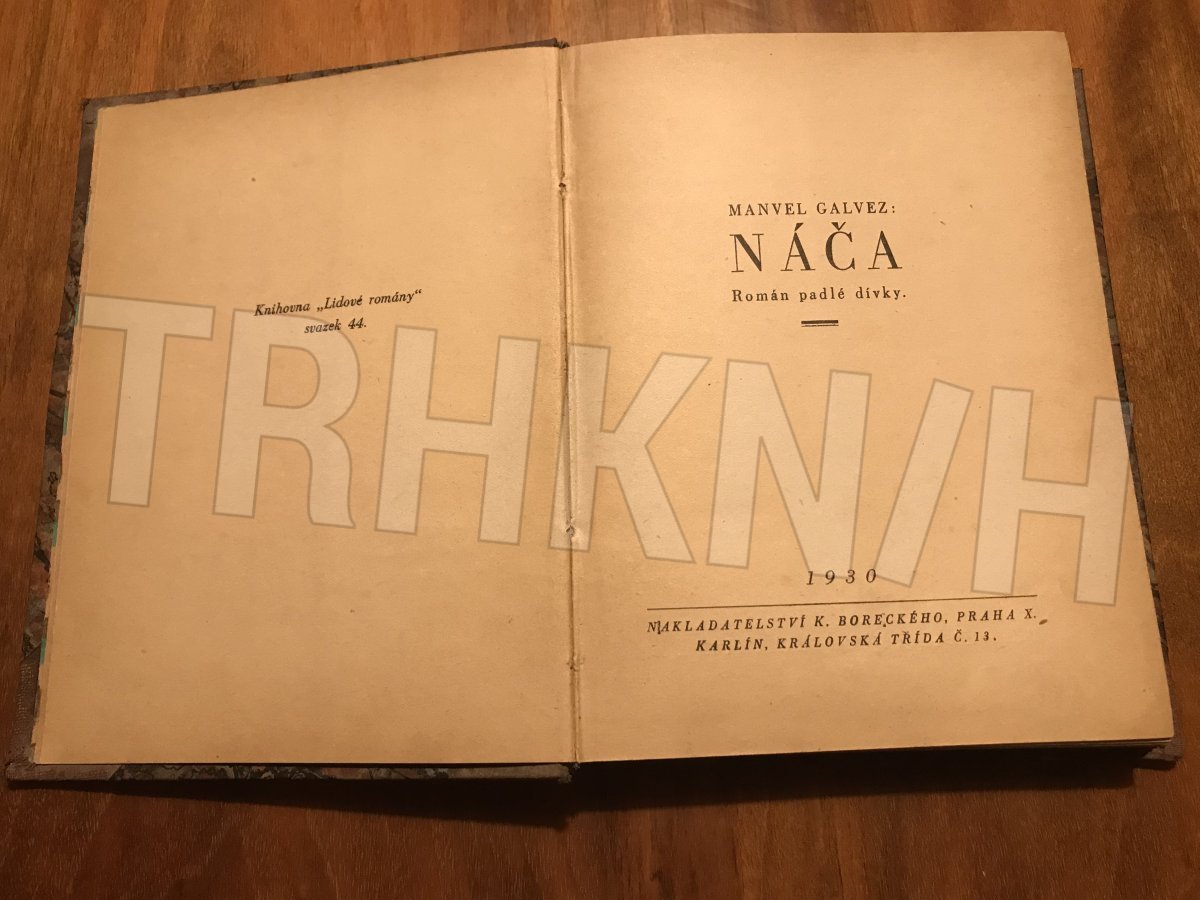 Knihovna „Lidové romány“
svazek 44.
MANVEL GALVEZ:
NÁČA
Román padlé dívky.
1930
NAKLADATELSTVÍ K. BORECKÉHO, PRAHA X.
KARLÍN, KRÁLOVSKÁ TŘÍDA Č. 13.
TRHKN/H